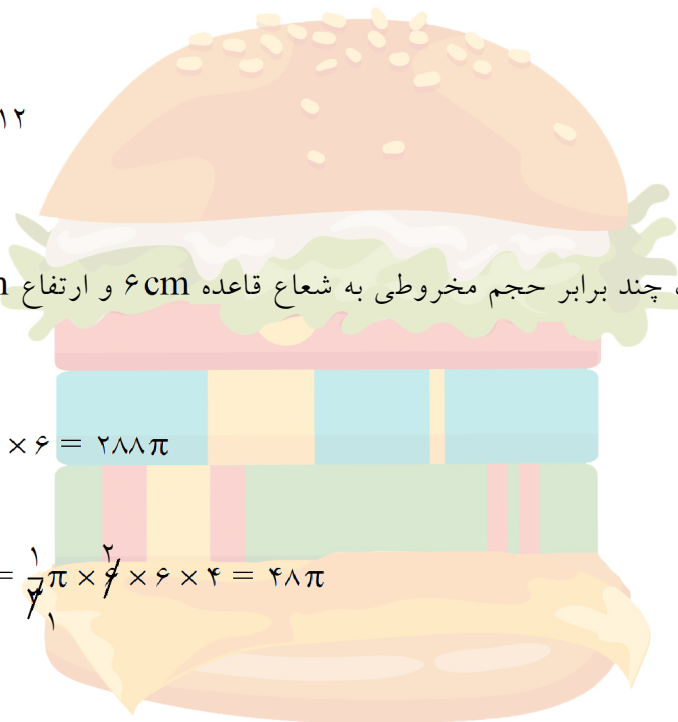 ۱۲
چند برابر حجم مخروطی به شعاع قاعده ۶cm و ارتفاع
× ۶ = ۲۸۸π
= ۱/۳ π × ۶ × ۶ × ۴ = ۴۸π
۲
۱